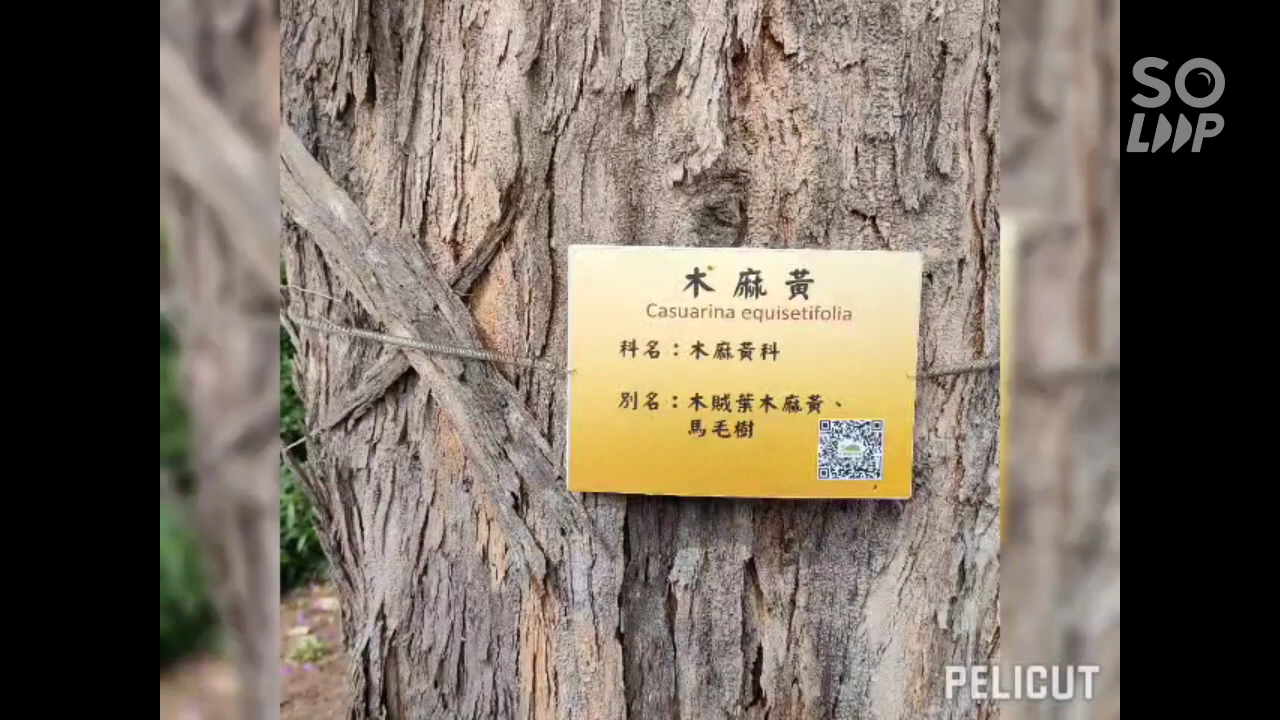 SO
LOOP
木麻黃
Casuarina equisetifolia
科名：木麻黃科
別名：木賊葉木麻黃、
馬毛樹
PELICUT